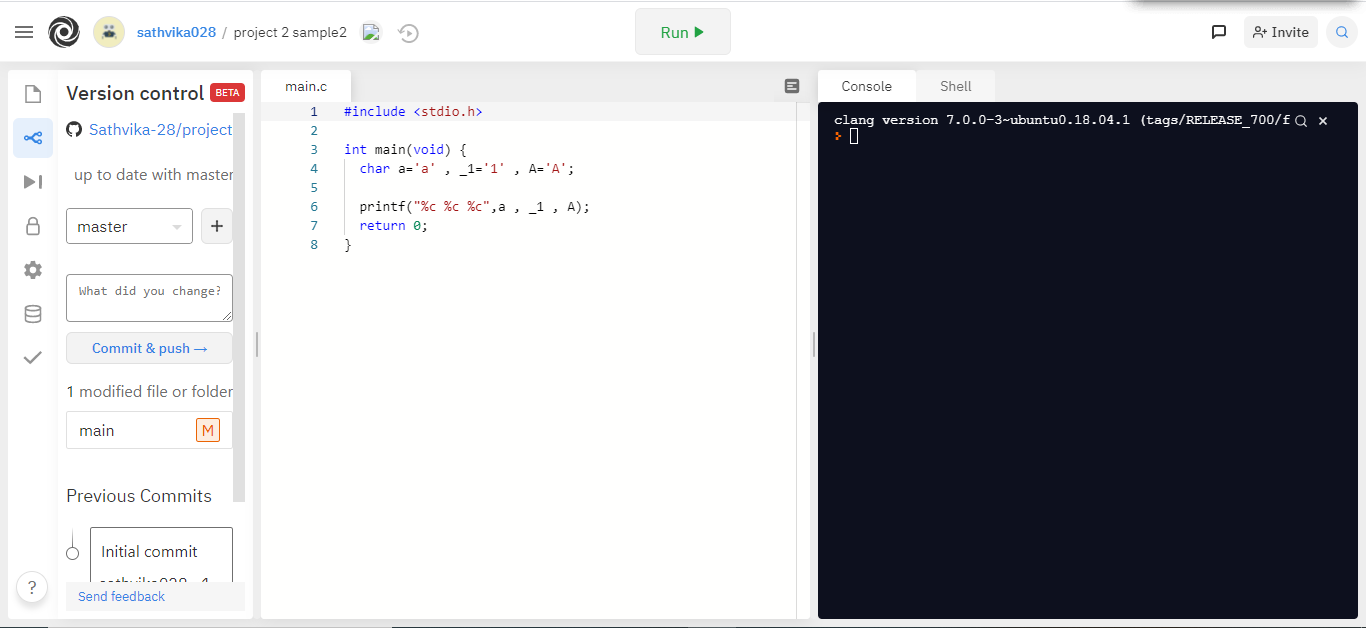 sathvika028 / project 2 sample2
Run
Invite
Version control BETA
Sathvika-28/project
up to date with master
master
+
What did you change?
Commit & push →
1 modified file or folder
main M
Previous Commits
Initial commit
Send feedback
?
main.c
1 #include <stdio.h>
2
3 int main(void) {
4 char a='a' , _1='1' , A='A';
5
6 printf("%c %c %c",a , _1 , A);
7 return 0;
8 }
Console Shell
clang version 7.0.0-3~ubuntu0.18.04.1 (tags/RELEASE_700/f